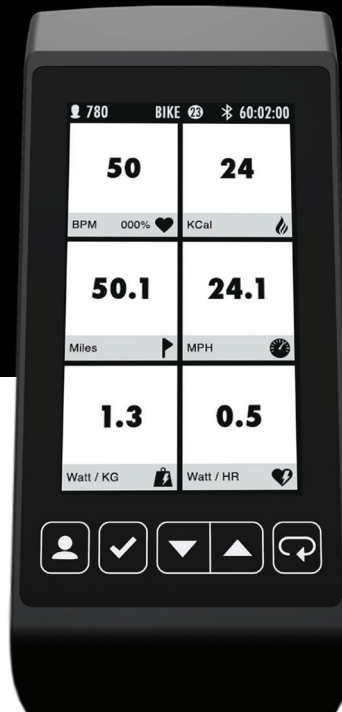 780 BIKE 23 60:02:00
50 24
BPM 000% KCal
50.1 24.1
Miles MPH
1.3 0.5
Watt / KG Watt / HR